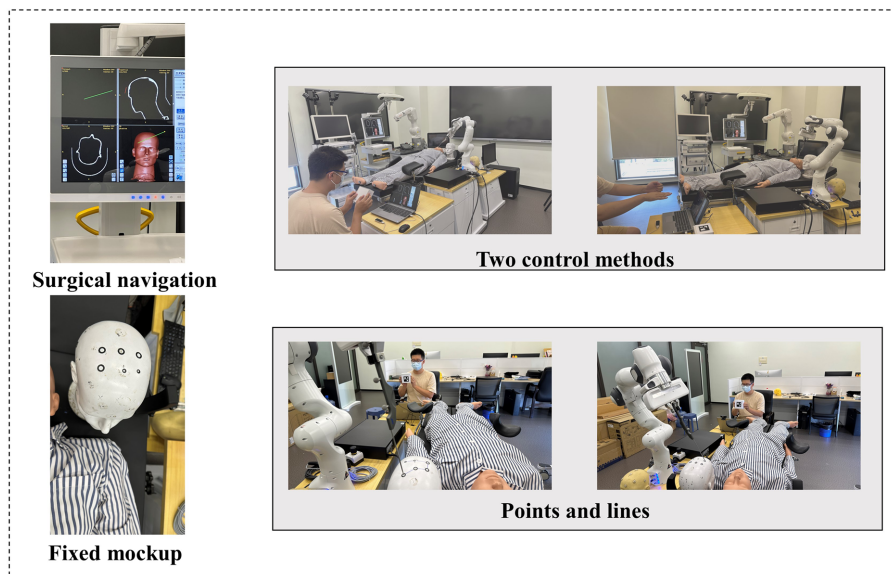 Surgical navigation
Two control methods
Fixed mockup
Points and lines